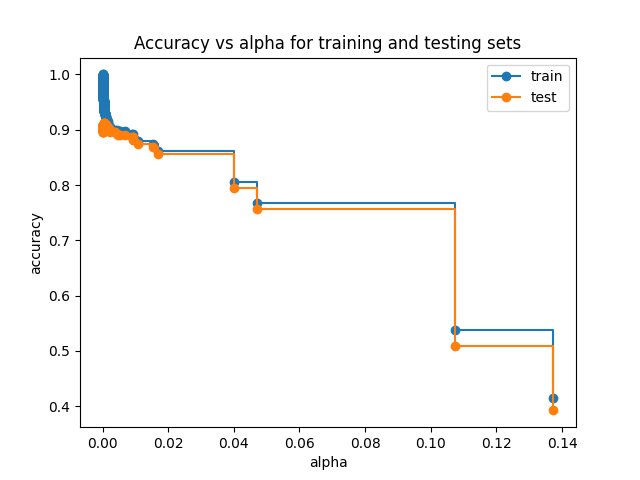 Accuracy vs alpha for training and testing sets
train
test
accuracy
1.0
0.9
0.8
0.7
0.6
0.5
0.4
0.00 0.02 0.04 0.06 0.08 0.10 0.12 0.14
alpha